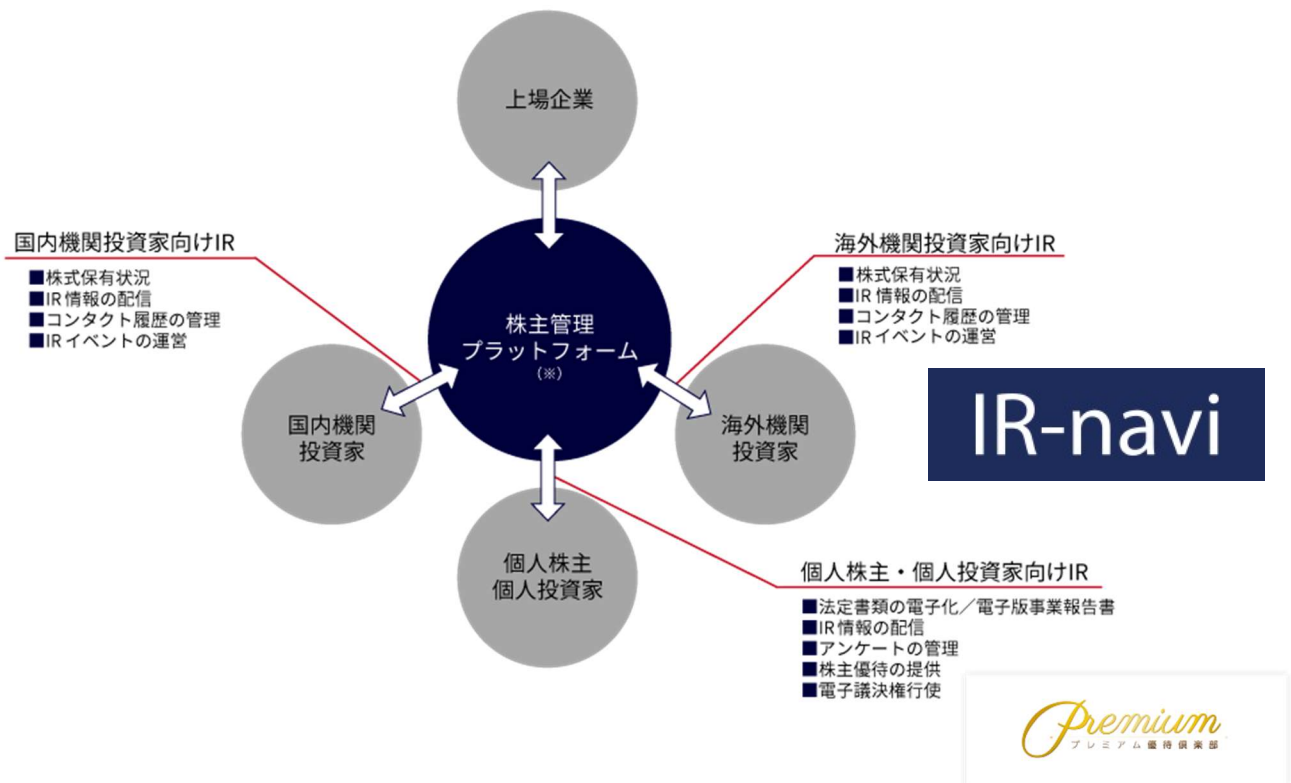 上場企業
国内機関投資家向けIR
■株式保有状況
■IR情報の配信
■コンタクト履歴の管理
■IRイベントの運営
海外機関投資家向けIR
■株式保有状況
■IR情報の配信
■コンタクト履歴の管理
■IRイベントの運営
株主管理
プラットフォーム
(※)
国内機関
投資家
海外機関
投資家
IR-navi
個人株主
個人投資家
個人株主・個人投資家向けIR
■法定書類の電子化／電子版事業報告書
■IR情報の配信
■アンケートの管理
■株主優待の提供
■電子議決権行使
Premium
プレミアム優待倶楽部